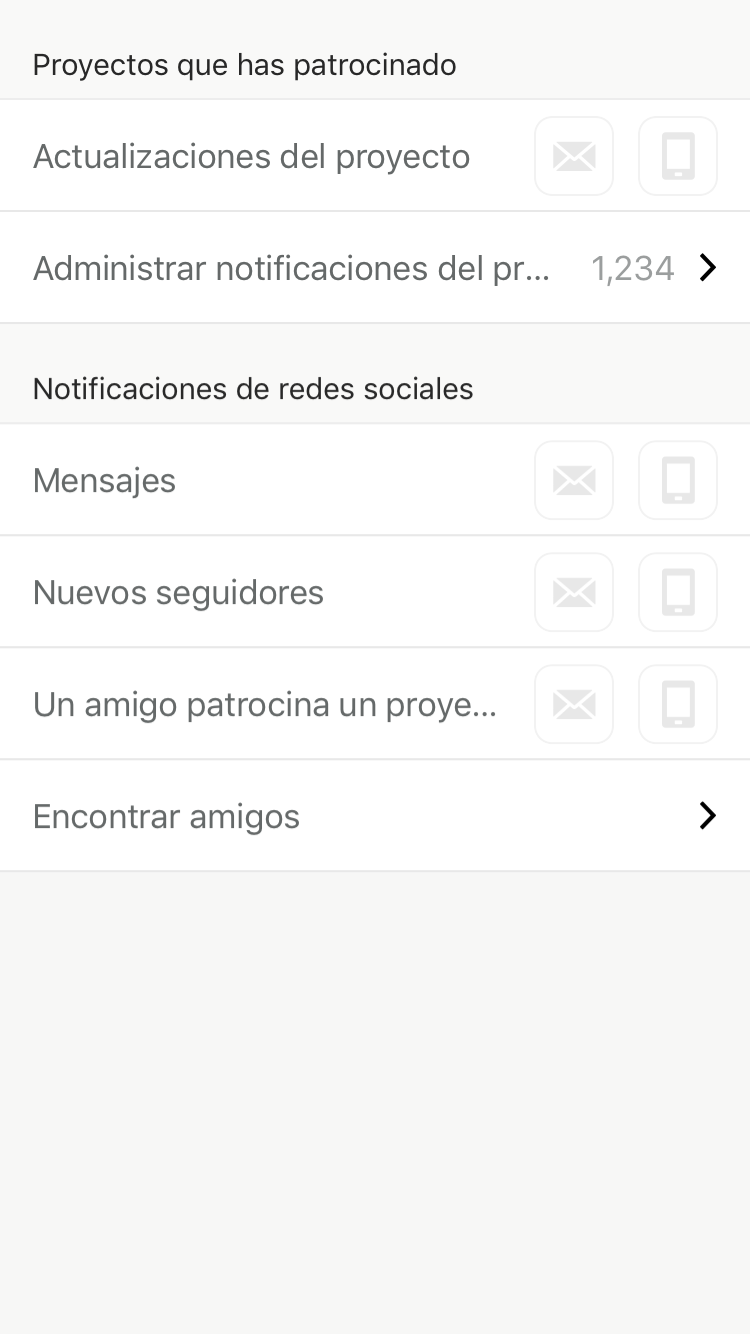 Proyectos que has patrocinado
Actualizaciones del proyecto
Administrar notificaciones del pr... 1,234
Notificaciones de redes sociales
Mensajes
Nuevos seguidores
Un amigo patrocina un proye...
Encontrar amigos